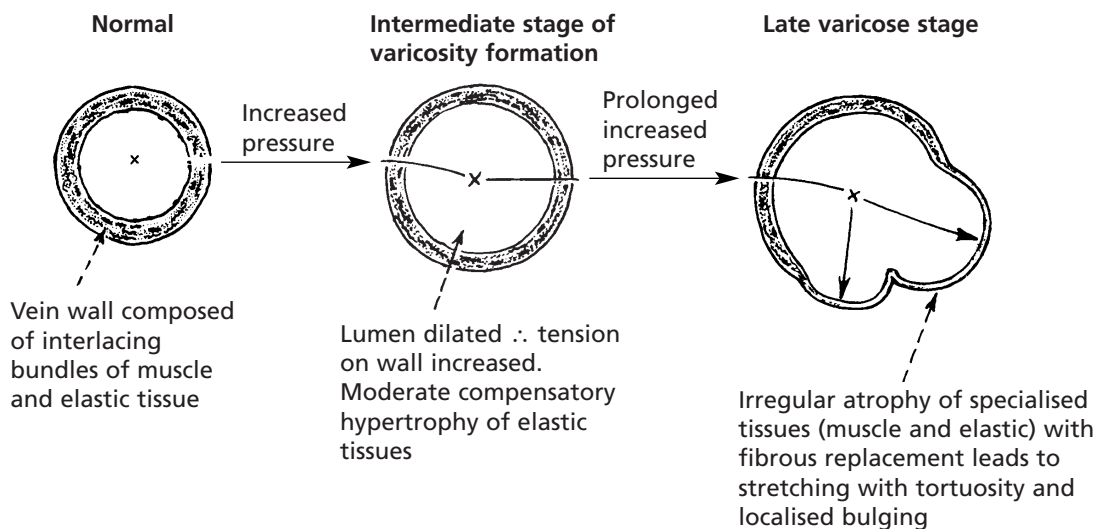 Normal
Intermediate stage of
varicosity formation
Late varicose stage
Increased
pressure
Prolonged
increased
pressure
Vein wall composed
of interlacing
bundles of muscle
and elastic tissue
Lumen dilated ∴ tension
on wall increased.
Moderate compensatory
hypertrophy of elastic
tissues
Irregular atrophy of specialised
tissues (muscle and elastic) with
fibrous replacement leads to
stretching with tortuosity and
localised bulging